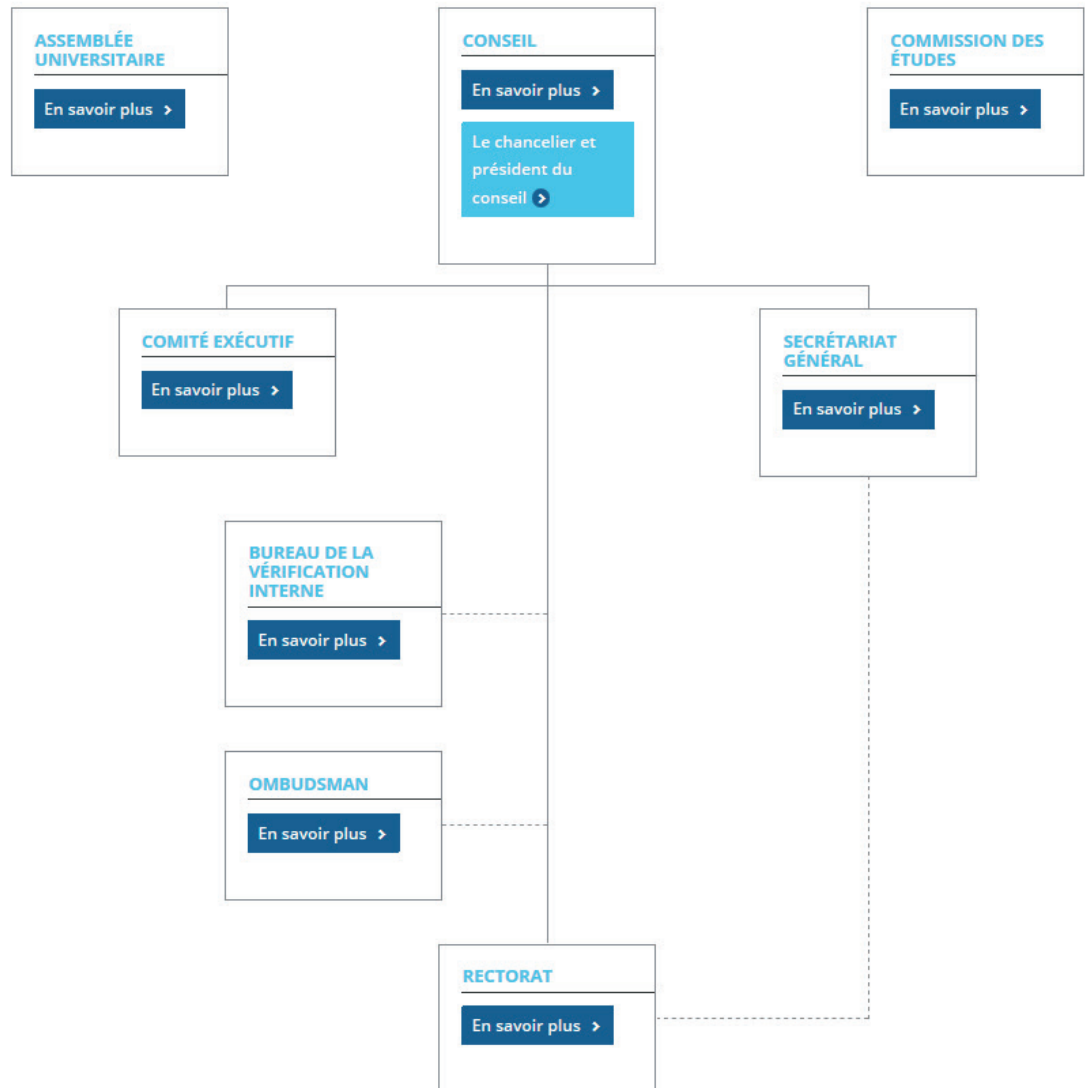 ASSEMBLÉE
UNIVERSITAIRE
En savoir plus
CONSEIL
En savoir plus
Le chancelier et
président du
conseil
COMMISSION DES
ÉTUDES
En savoir plus
COMITÉ EXÉCUTIF
En savoir plus
SECRÉTARIAT
GÉNÉRAL
En savoir plus
BUREAU DE LA
VÉRIFICATION
INTERNE
En savoir plus
OMBUDSMAN
En savoir plus
RECTORAT
En savoir plus